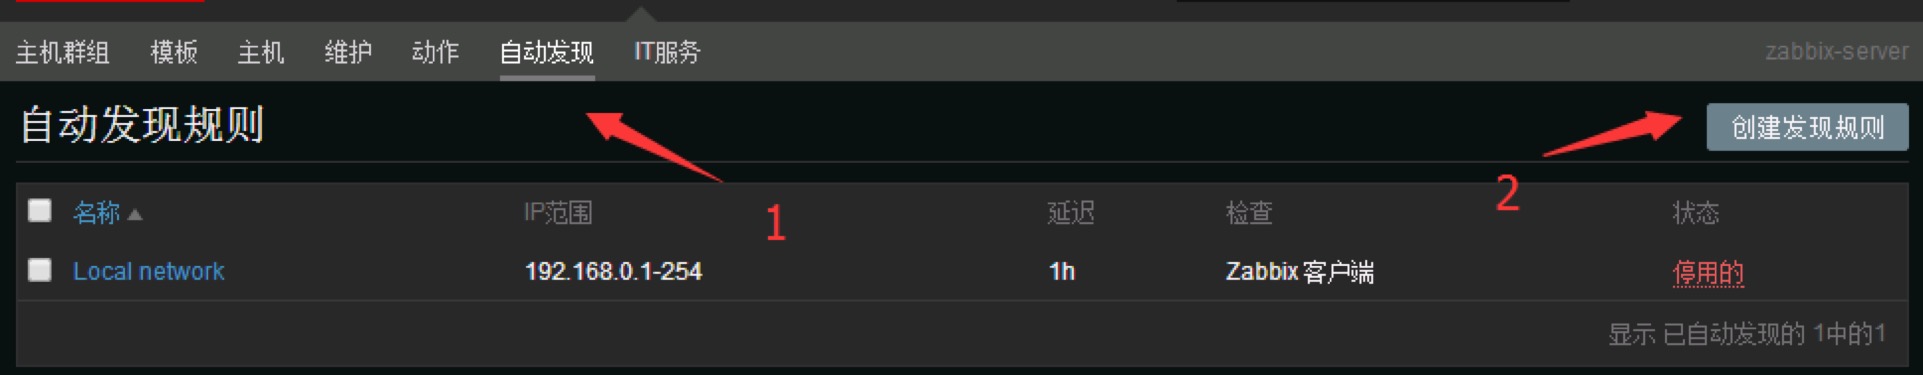 主机群组 模板 主机 维护 动作 自动发现 IT服务 zabbix-server
自动发现规则 创建发现规则
1 2
名称 IP范围 延迟 检查 状态
Local network 192.168.0.1-254 1h Zabbix 客户端 停用的
显示 已自动发现的 1中的1